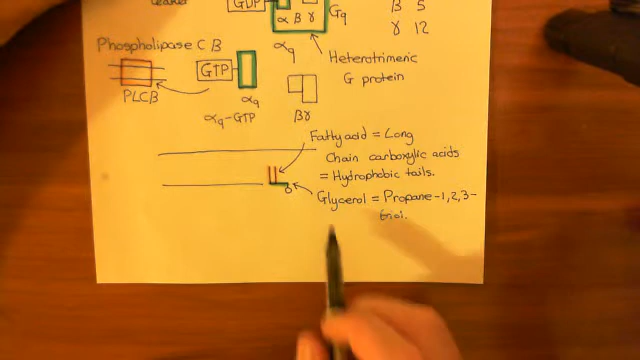 GDP
α β γ Gq
β 5
γ 12
Phospholipase C β
αq
Heterotrimeric
G protein
GTP
PLCβ
αq
αq-GTP
βγ
Fatty acid = Long
Chain carboxylic acids
= Hydrophobic tails.
Glycerol = Propane-1,2,3-
triol.